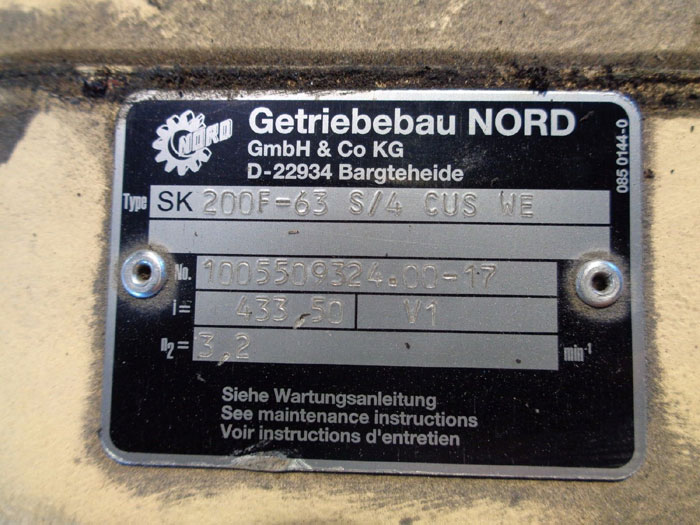 NORD
Getriebebau NORD
GmbH & Co KG
D-22934 Bargteheide
085 0144-0
Type SK 200F-63 S/4 CUS WE
No. 1005509324.00-17
i = 433,50 V1
n₂ = 3,2 min⁻¹
Siehe Wartungsanleitung
See maintenance instructions
Voir instructions d'entretien